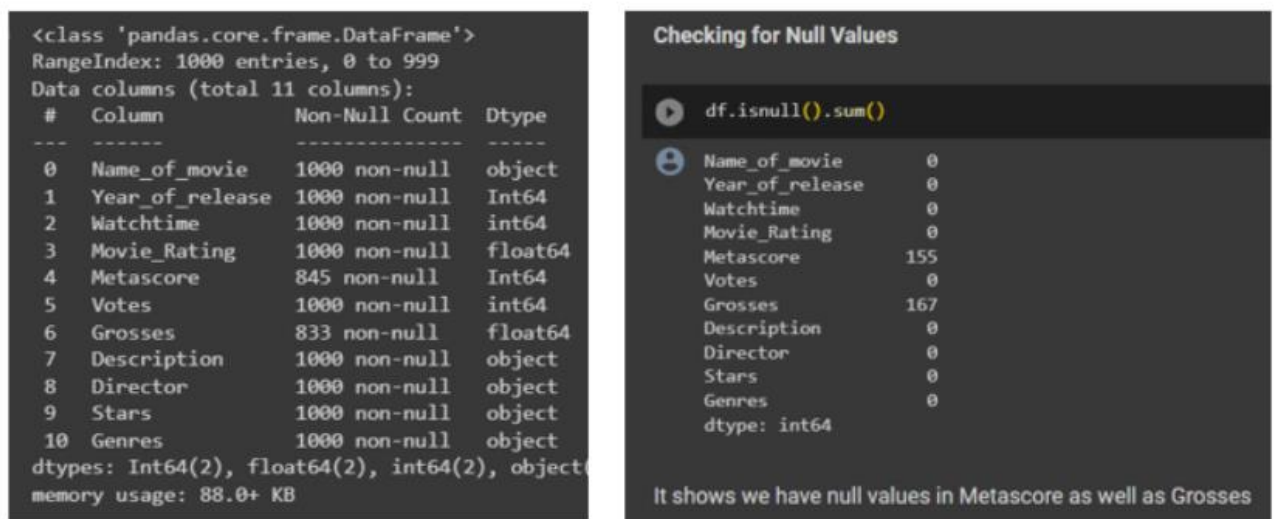 <class 'pandas.core.frame.DataFrame'>
RangeIndex: 1000 entries, 0 to 999
Data columns (total 11 columns):
 #   Column           Non-Null Count  Dtype
---  ------           --------------  -----
 0   Name_of_movie    1000 non-null   object
 1   Year_of_release  1000 non-null   Int64
 2   Watchtime        1000 non-null   int64
 3   Movie_Rating     1000 non-null   float64
 4   Metascore        845 non-null    Int64
 5   Votes            1000 non-null   int64
 6   Grosses          833 non-null    float64
 7   Description      1000 non-null   object
 8   Director         1000 non-null   object
 9   Stars            1000 non-null   object
 10  Genres           1000 non-null   object
dtypes: Int64(2), float64(2), int64(2), object(
memory usage: 88.0+ KB
Checking for Null Values
df.isnull().sum()
Name_of_movie        0
Year_of_release      0
Watchtime            0
Movie_Rating         0
Metascore          155
Votes                0
Grosses            167
Description          0
Director             0
Stars                0
Genres               0
dtype: int64
It shows we have null values in Metascore as well as Grosses